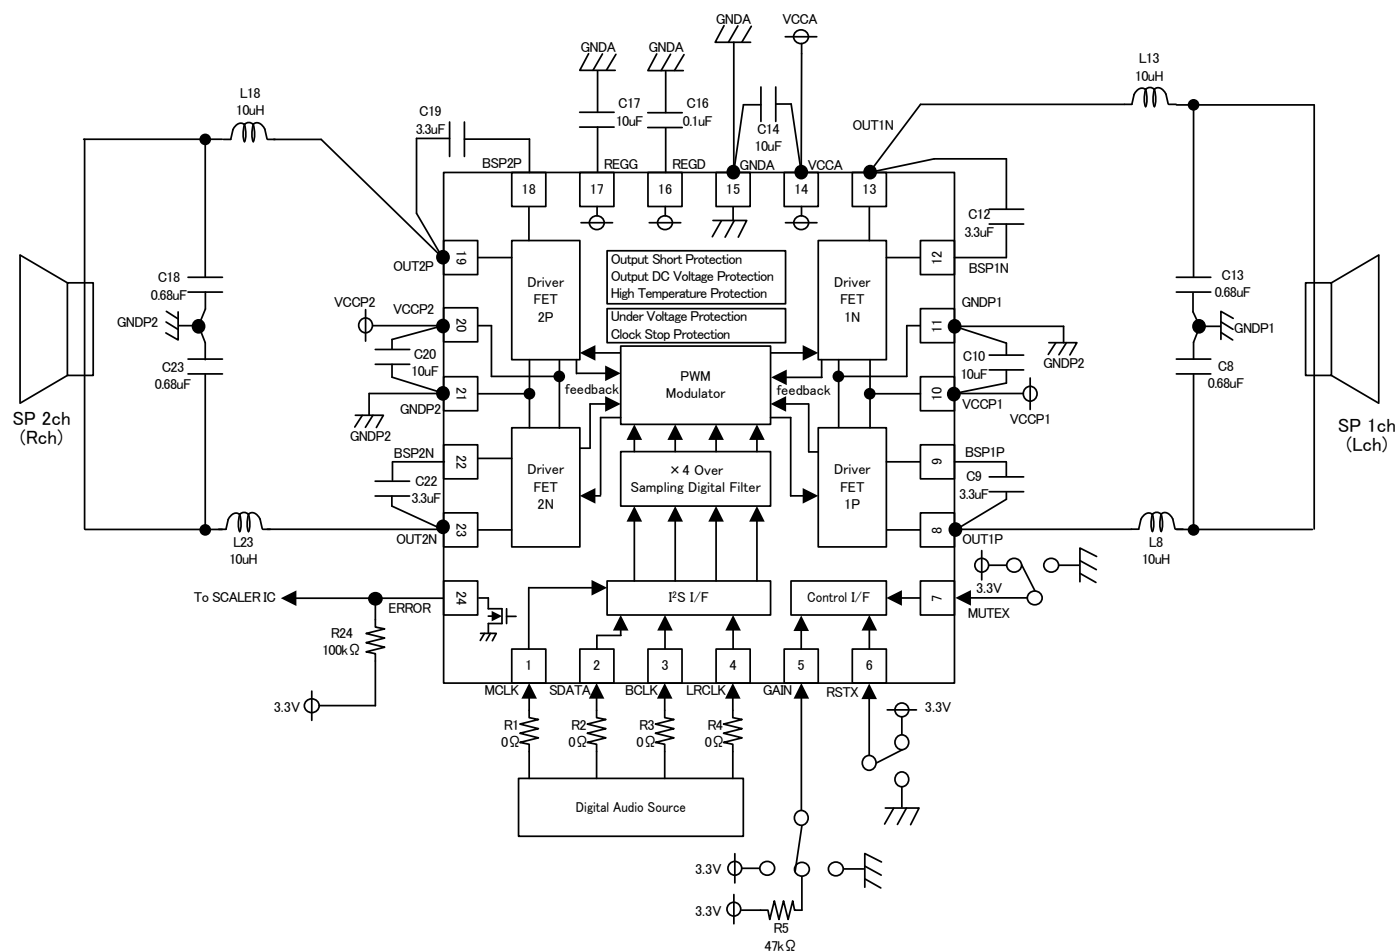 GNDA
VCCA
GNDA
GNDA
L13
10uH
L18
10uH
C19
3.3uF
C17
10uF
C16
0.1uF
C14
10uF
OUT1N
BSP2P
REGG
REGD
GNDA
VCCA
18
17
16
15
14
13
C12
3.3uF
19
OUT2P
Driver
FET
2P
Output Short Protection
Output DC Voltage Protection
High Temperature Protection
Under Voltage Protection
Clock Stop Protection
Driver
FET
1N
12
BSP1N
C18
0.68uF
GNDP2
C23
0.68uF
VCCP2
VCCP2
20
GNDP1
11
C13
0.68uF
GNDP1
C20
10uF
C10
10uF
GNDP2
C8
0.68uF
feedback
PWM
Modulator
feedback
21
GNDP2
GNDP2
10
VCCP1
VCCP1
SP 2ch
(Rch)
SP 1ch
(Lch)
BSP2N
22
Driver
FET
2N
×4 Over
Sampling Digital Filter
Driver
FET
1P
9
BSP1P
C22
3.3uF
C9
3.3uF
23
OUT2N
8
OUT1P
L23
10uH
L8
10uH
To SCALER IC
ERROR
24
I²S I/F
Control I/F
7
MUTEX
3.3V
R24
100kΩ
3.3V
1
2
3
4
5
6
MCLK
SDATA
BCLK
LRCLK
GAIN
RSTX
R1
0Ω
R2
0Ω
R3
0Ω
R4
0Ω
3.3V
Digital Audio Source
3.3V
3.3V
R5
47kΩ